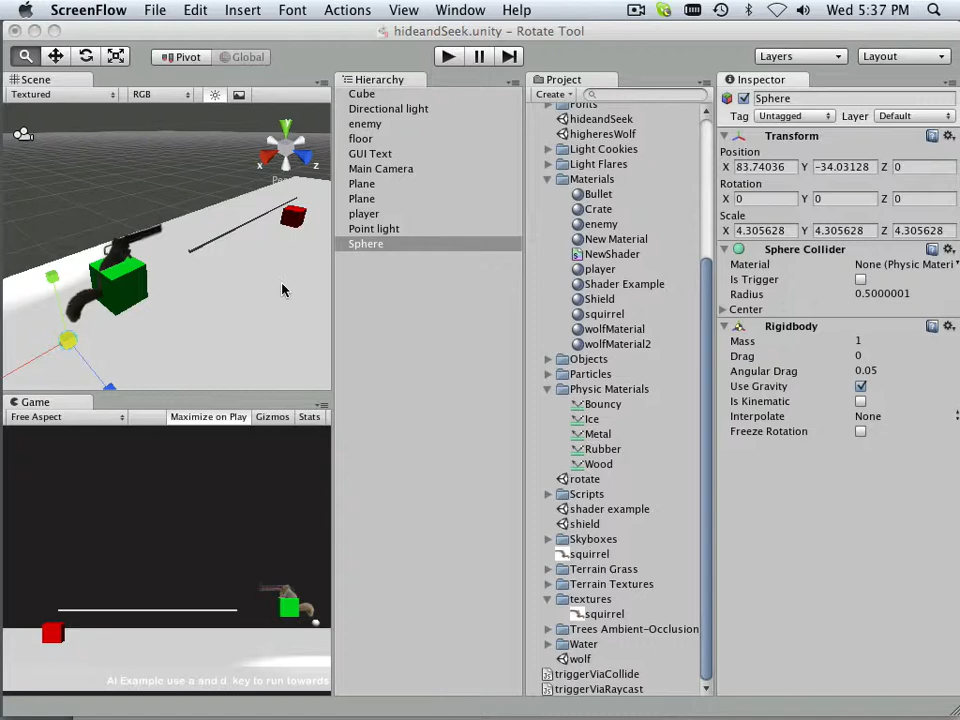 ScreenFlow File Edit Insert Font Actions View Window Help Wed 5:37 PM
hideandSeek.unity - Rotate Tool
Pivot Global Layers Layout
Scene Hierarchy Project Inspector
Textured RGB Create Sphere
Tag Untagged Layer Default
Transform
Position
X 83.74036 Y -34.03128 Z 0
Rotation
X 0 Y 0 Z 0
Scale
X 4.305628 Y 4.305628 Z 4.305628
Sphere Collider
Material None (Physic Materi
Is Trigger
Radius 0.5000001
Center
Rigidbody
Mass 1
Drag 0
Angular Drag 0.05
Use Gravity
Is Kinematic
Interpolate None
Freeze Rotation
Cube
Directional light
enemy
floor
GUI Text
Main Camera
Plane
Plane
player
Point light
Sphere
Fonts
hideandSeek
higheresWolf
Light Cookies
Light Flares
Materials
Bullet
Crate
enemy
New Material
NewShader
player
Shader Example
Shield
squirrel
wolfMaterial
wolfMaterial2
Objects
Particles
Physic Materials
Bouncy
Ice
Metal
Rubber
Wood
rotate
Scripts
shader example
shield
Skyboxes
squirrel
Terrain Grass
Terrain Textures
textures
squirrel
Trees Ambient-Occlusion
Water
wolf
triggerViaCollide
triggerViaRaycast
y
x z
Game
Free Aspect Maximize on Play Gizmos Stats
AI Example use a and d key to run towards